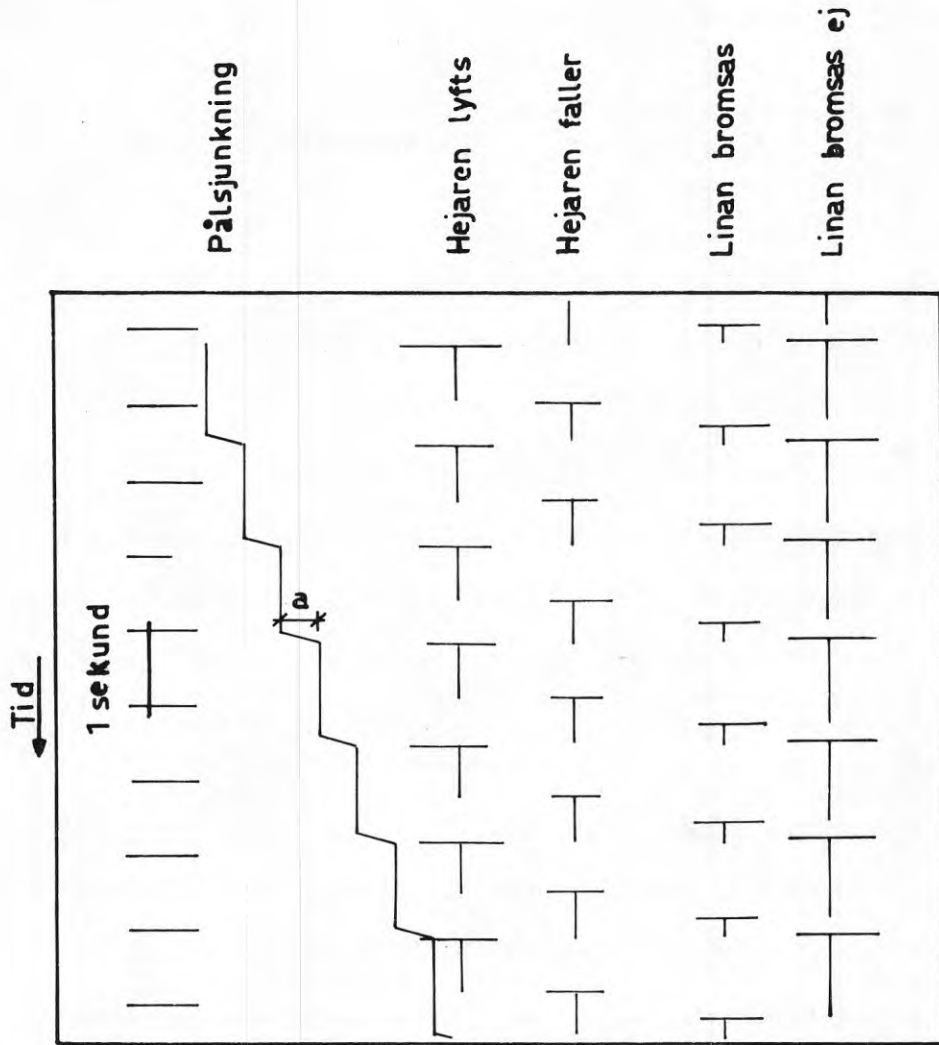 Tid
1 sekund
a
Pålsjunkning
Hejaren lyfts
Hejaren faller
Linan bromsas
Linan bromsas ej